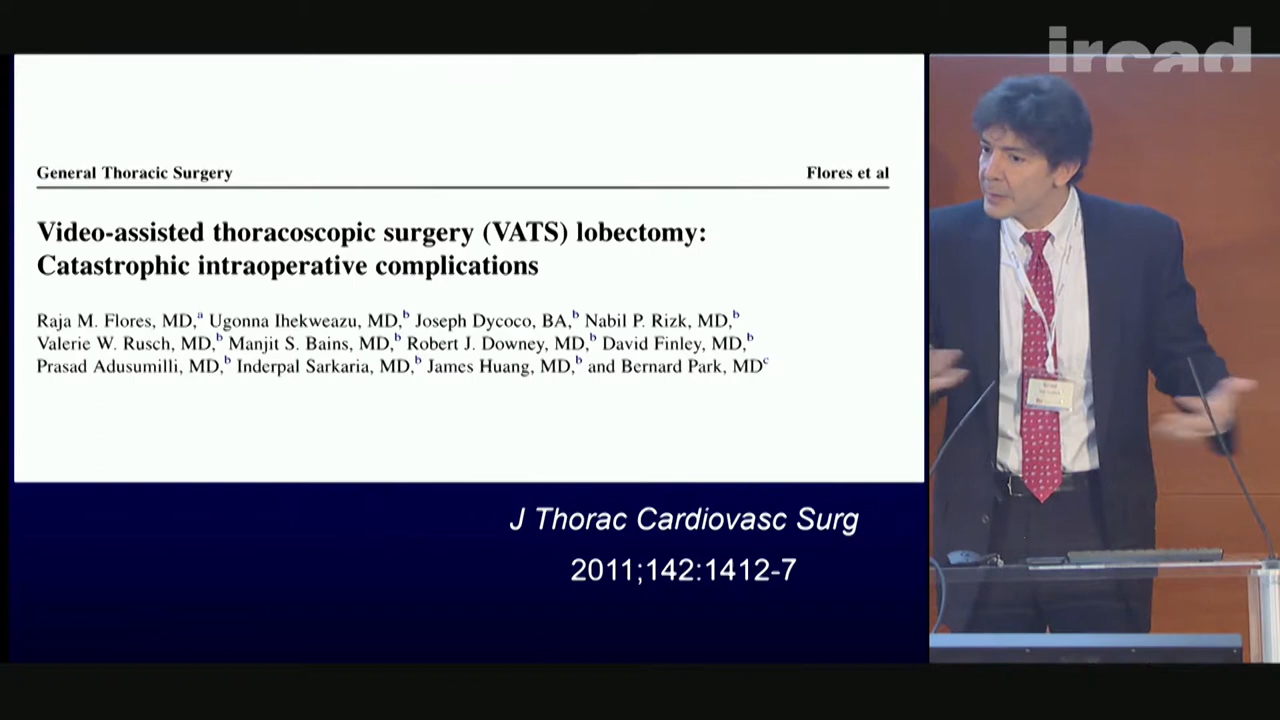 ircad
General Thoracic Surgery Flores et al
Video-assisted thoracoscopic surgery (VATS) lobectomy:
Catastrophic intraoperative complications
Raja M. Flores, MD,ᵃ Ugonna Ihekweazu, MD,ᵇ Joseph Dycoco, BA,ᵇ Nabil P. Rizk, MD,ᵇ
Valerie W. Rusch, MD,ᵇ Manjit S. Bains, MD,ᵇ Robert J. Downey, MD,ᵇ David Finley, MD,ᵇ
Prasad Adusumilli, MD,ᵇ Inderpal Sarkaria, MD,ᵇ James Huang, MD,ᵇ and Bernard Park, MDᶜ
J Thorac Cardiovasc Surg
2011;142:1412-7